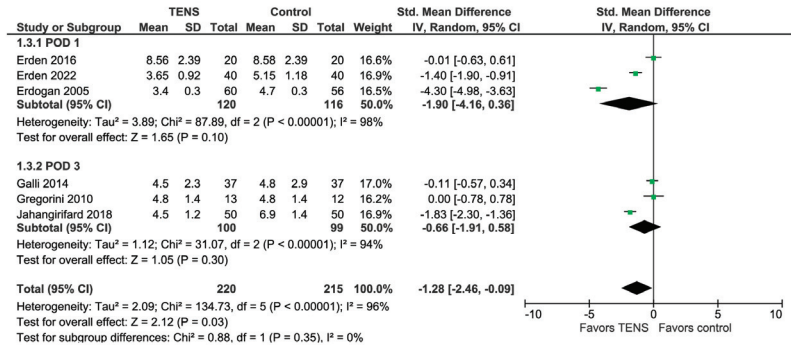 TENS Control Std. Mean Difference Std. Mean Difference
Study or Subgroup Mean SD Total Mean SD Total Weight IV, Random, 95% CI IV, Random, 95% CI
1.3.1 POD 1
Erden 2016 8.56 2.39 20 8.58 2.39 20 16.6% -0.01 [-0.63, 0.61]
Erden 2022 3.65 0.92 40 5.15 1.18 40 16.9% -1.40 [-1.90, -0.91]
Erdogan 2005 3.4 0.3 60 4.7 0.3 56 16.5% -4.30 [-4.98, -3.63]
Subtotal (95% CI) 120 116 50.0% -1.90 [-4.16, 0.36]
Heterogeneity: Tau² = 3.89; Chi² = 87.89, df = 2 (P < 0.00001); I² = 98%
Test for overall effect: Z = 1.65 (P = 0.10)
1.3.2 POD 3
Galli 2014 4.5 2.3 37 4.8 2.9 37 17.0% -0.11 [-0.57, 0.34]
Gregorini 2010 4.8 1.4 13 4.8 1.4 12 16.2% 0.00 [-0.78, 0.78]
Jahangirifard 2018 4.5 1.2 50 6.9 1.4 50 16.9% -1.83 [-2.30, -1.36]
Subtotal (95% CI) 100 99 50.0% -0.66 [-1.91, 0.58]
Heterogeneity: Tau² = 1.12; Chi² = 31.07, df = 2 (P < 0.00001); I² = 94%
Test for overall effect: Z = 1.05 (P = 0.30)
Total (95% CI) 220 215 100.0% -1.28 [-2.46, -0.09]
Heterogeneity: Tau² = 2.09; Chi² = 134.73, df = 5 (P < 0.00001); I² = 96%
Test for overall effect: Z = 2.12 (P = 0.03)
Test for subgroup differences: Chi² = 0.88, df = 1 (P = 0.35), I² = 0%
-10 -5 0 5 10
Favors TENS Favors control